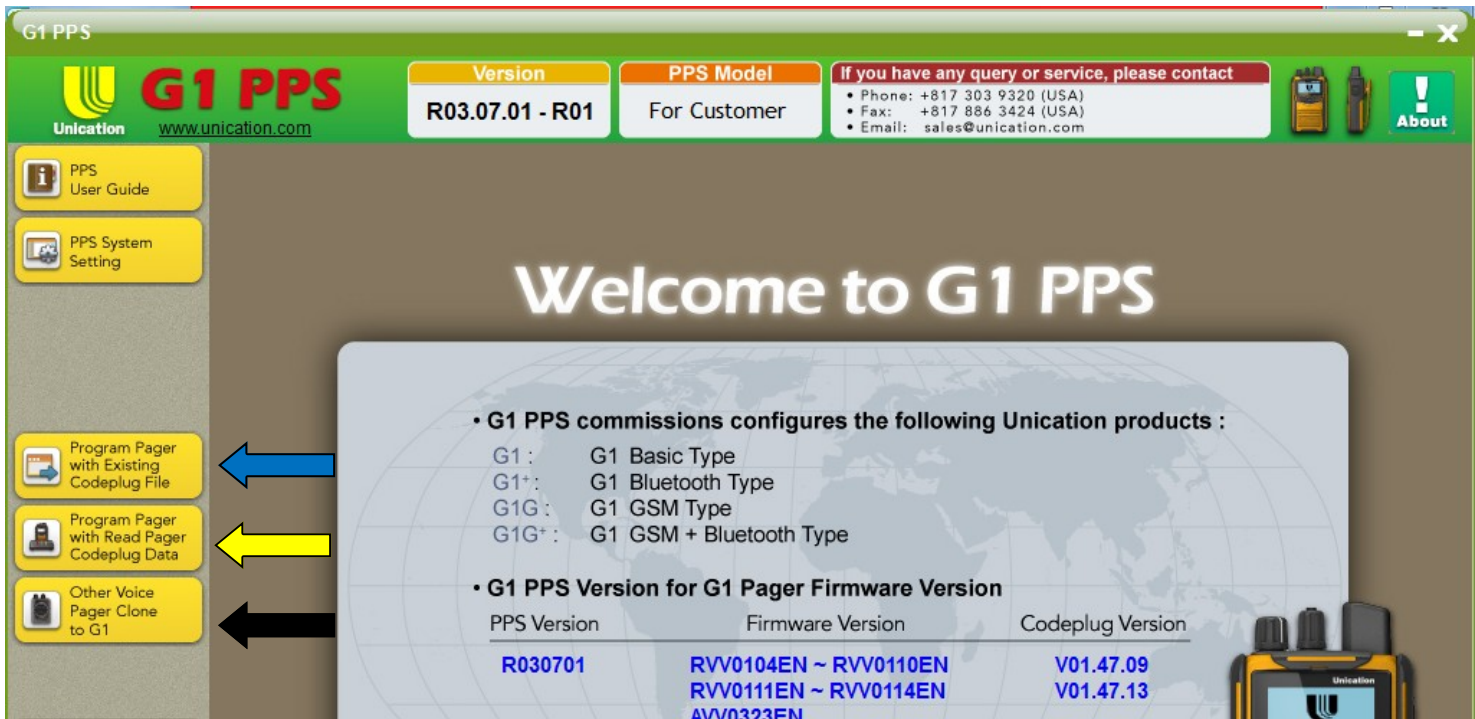 G1 PPS
Unication
G1 PPS
www.unication.com
Version
R03.07.01 - R01
PPS Model
For Customer
If you have any query or service, please contact
• Phone: +817 303 9320 (USA)
• Fax: +817 886 3424 (USA)
• Email: sales@unication.com
About
PPS
User Guide
PPS System
Setting
Program Pager
with Existing
Codeplug File
Program Pager
with Read Pager
Codeplug Data
Other Voice
Pager Clone
to G1
Welcome to G1 PPS
• G1 PPS commissions configures the following Unication products :
G1 : G1 Basic Type
G1+ : G1 Bluetooth Type
G1G : G1 GSM Type
G1G+ : G1 GSM + Bluetooth Type
• G1 PPS Version for G1 Pager Firmware Version
PPS Version Firmware Version Codeplug Version
R030701 RVV0104EN ~ RVV0110EN V01.47.09
RVV0111EN ~ RVV0114EN V01.47.13
AVV0323EN
Unication